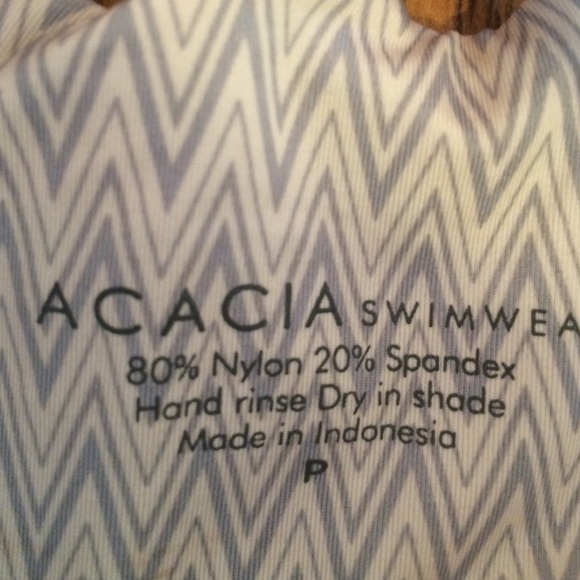 ACACIA SWIMWEA
80% Nylon 20% Spandex
Hand rinse Dry in shade
Made in Indonesia
P